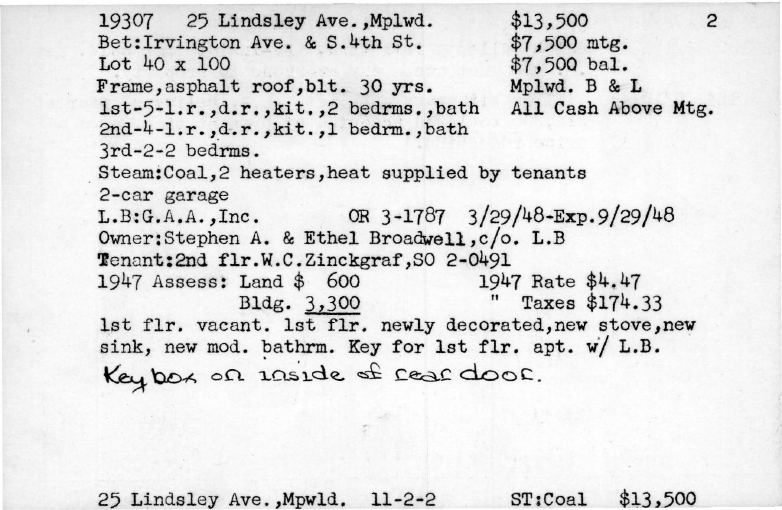 19307 25 Lindsley Ave.,Mplwd. $13,500 2
Bet:Irvington Ave. & S.4th St. $7,500 mtg.
Lot 40 x 100 $7,500 bal.
Frame,asphalt roof,blt. 30 yrs. Mplwd. B & L
1st-5-l.r.,d.r.,kit.,2 bedrms.,bath All Cash Above Mtg.
2nd-4-l.r.,d.r.,kit.,1 bedrm.,bath
3rd-2-2 bedrms.
Steam:Coal,2 heaters,heat supplied by tenants
2-car garage
L.B:G.A.A.,Inc. OR 3-1787 3/29/48-Exp.9/29/48
Owner:Stephen A. & Ethel Broadwell,c/o. L.B
Tenant:2nd flr.W.C.Zinckgraf,SO 2-0491
1947 Assess: Land $ 600 1947 Rate $4.47
Bldg. 3,300 " Taxes $174.33
1st flr. vacant. 1st flr. newly decorated,new stove,new
sink, new mod. bathrm. Key for 1st flr. apt. w/ L.B.
Key box on inside of rear door.
25 Lindsley Ave.,Mpwld. 11-2-2 ST:Coal $13,500